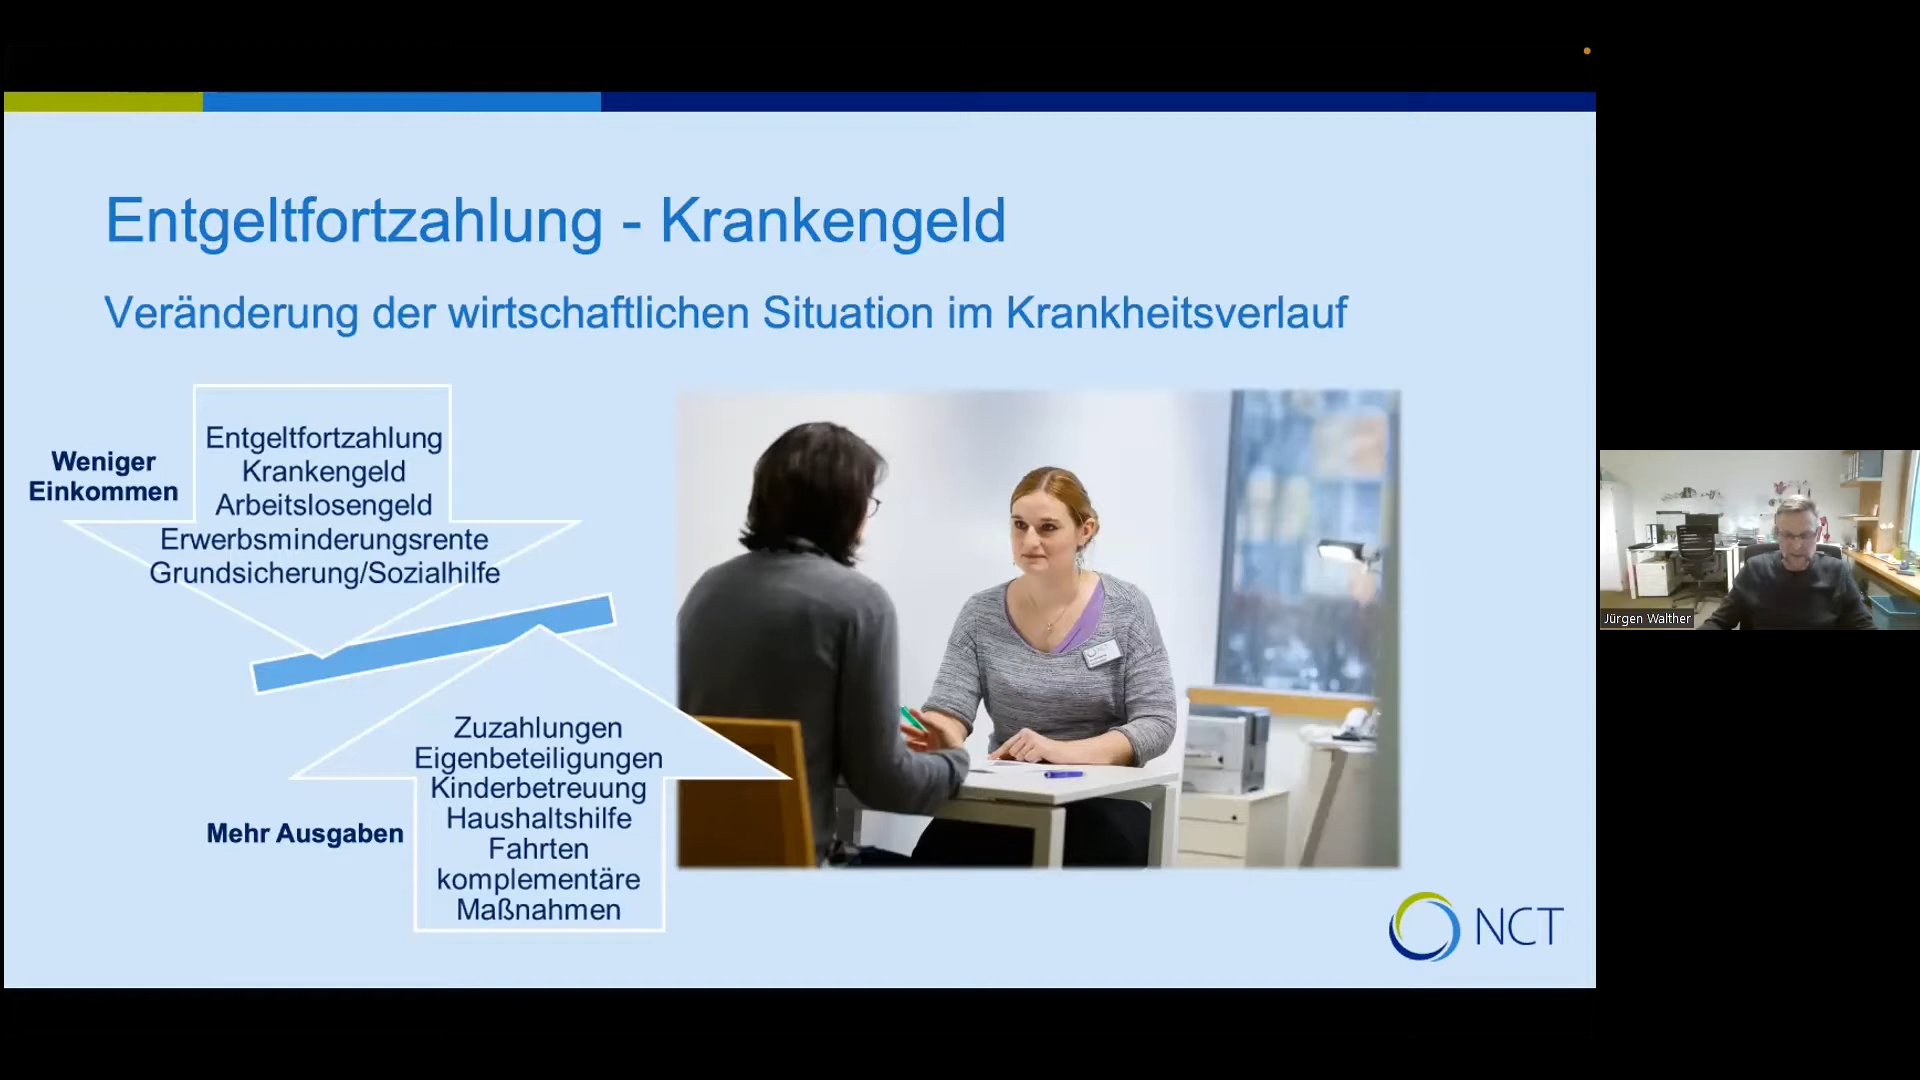 Entgeltfortzahlung - Krankengeld
Veränderung der wirtschaftlichen Situation im Krankheitsverlauf
Weniger
Einkommen
Entgeltfortzahlung
Krankengeld
Arbeitslosengeld
Erwerbsminderungsrente
Grundsicherung/Sozialhilfe
Mehr Ausgaben
Zuzahlungen
Eigenbeteiligungen
Kinderbetreuung
Haushaltshilfe
Fahrten
komplementäre
Maßnahmen
NCT
Jürgen Walther